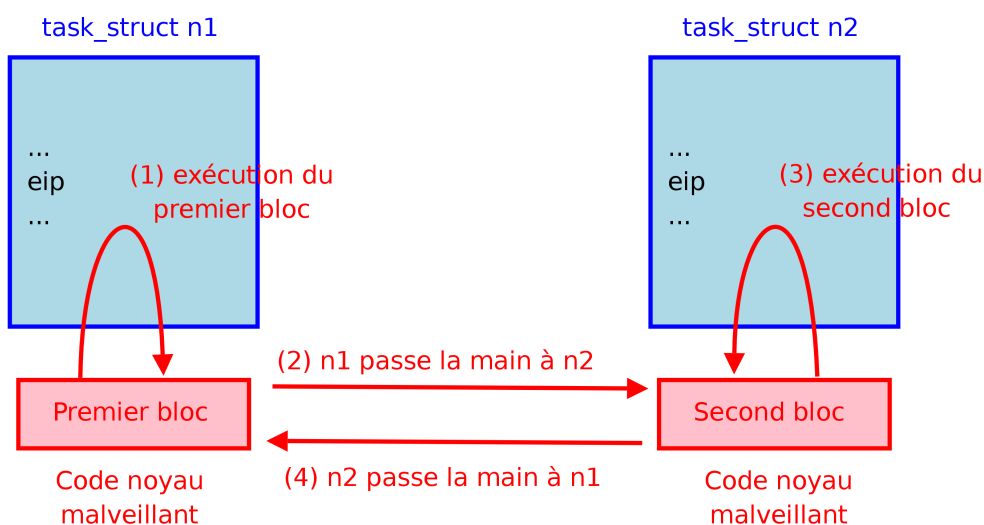 task_struct n1
...
eip
...
(1) exécution du
premier bloc
Premier bloc
Code noyau
malveillant
(2) n1 passe la main à n2
(4) n2 passe la main à n1
task_struct n2
...
eip
...
(3) exécution du
second bloc
Second bloc
Code noyau
malveillant